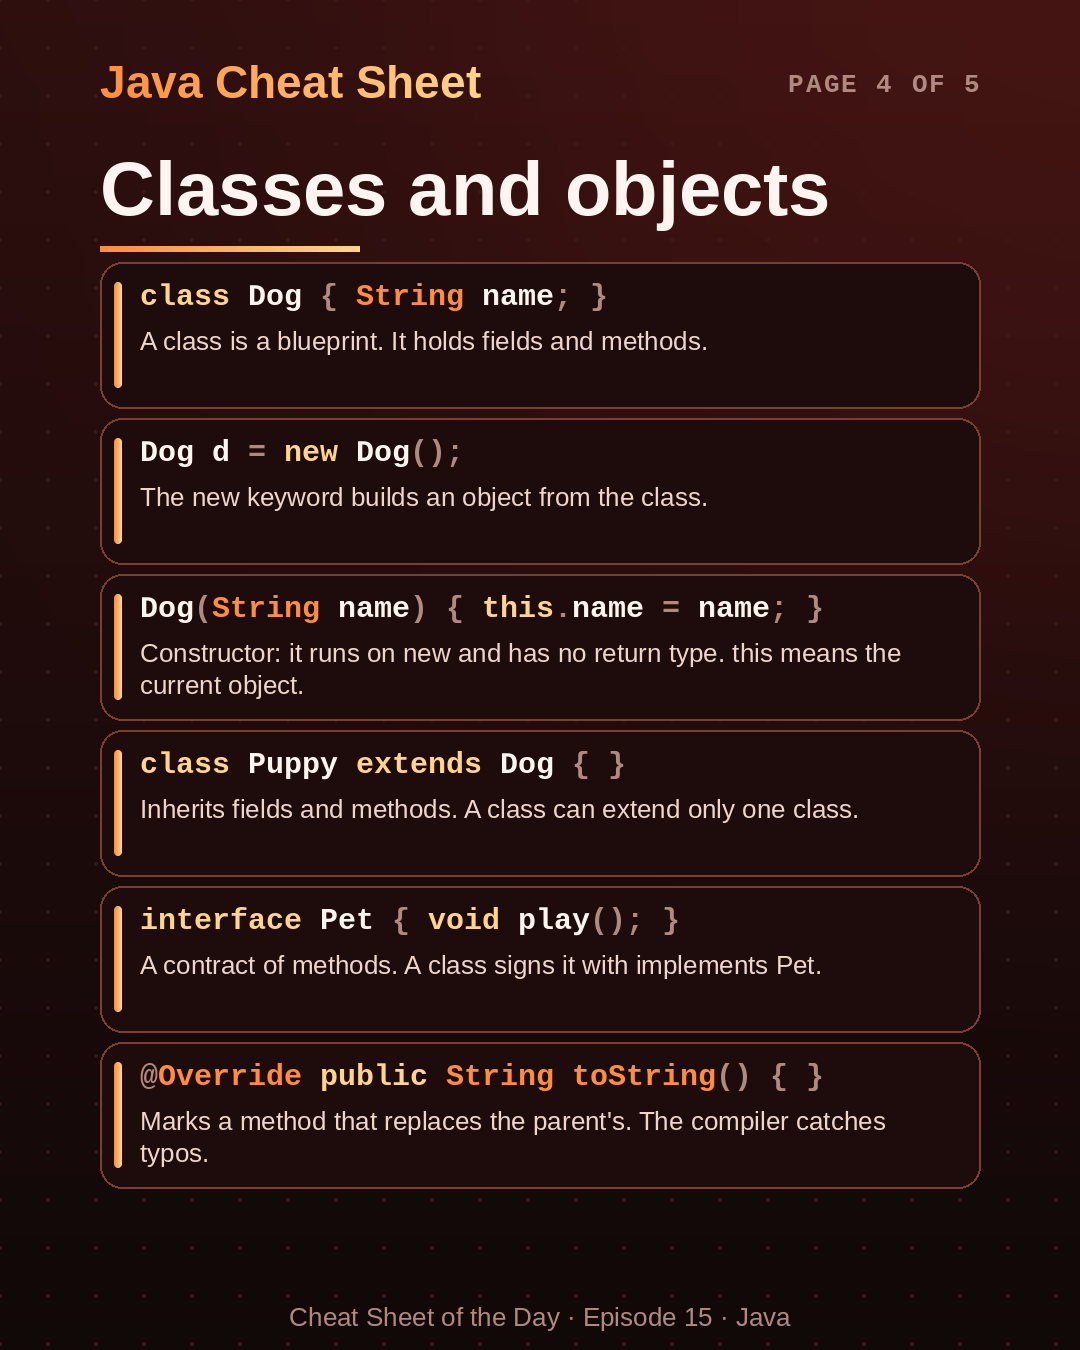 Java Cheat Sheet
PAGE 4 OF 5
Classes and objects
class Dog { String name; }
A class is a blueprint. It holds fields and methods.
Dog d = new Dog();
The new keyword builds an object from the class.
Dog(String name) { this.name = name; }
Constructor: it runs on new and has no return type. this means the
current object.
class Puppy extends Dog { }
Inherits fields and methods. A class can extend only one class.
interface Pet { void play(); }
A contract of methods. A class signs it with implements Pet.
@Override public String toString() { }
Marks a method that replaces the parent's. The compiler catches
typos.
Cheat Sheet of the Day · Episode 15 · Java